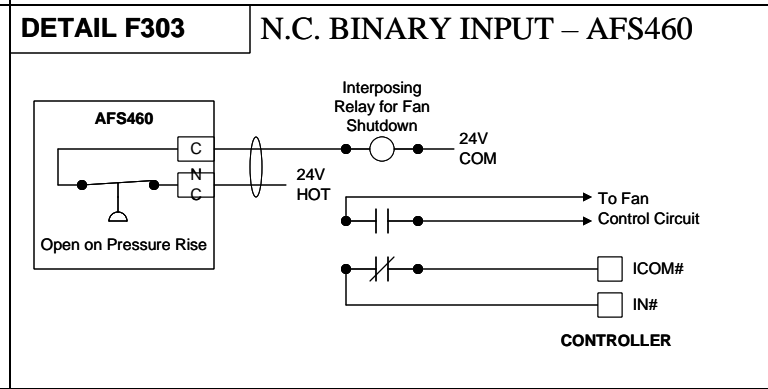 DETAIL F303
N.C. BINARY INPUT – AFS460
Interposing
Relay for Fan
Shutdown
AFS460
C
24V
COM
N
C
24V
HOT
To Fan
Control Circuit
Open on Pressure Rise
ICOM#
IN#
CONTROLLER